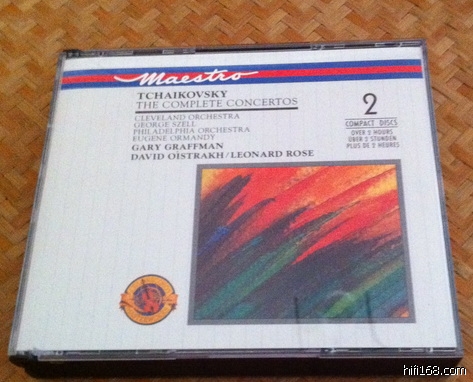 Maestro
TCHAIKOVSKY
THE COMPLETE CONCERTOS
CLEVELAND ORCHESTRA
GEORGE SZELL
PHILADELPHIA ORCHESTRA
EUGENE ORMANDY
GARY GRAFFMAN
DAVID OÏSTRAKH/LEONARD ROSE
2
COMPACT DISCS
OVER 2 HOURS
ÜBER 2 STUNDEN
PLUS DE 2 HEURES
hifi168.com